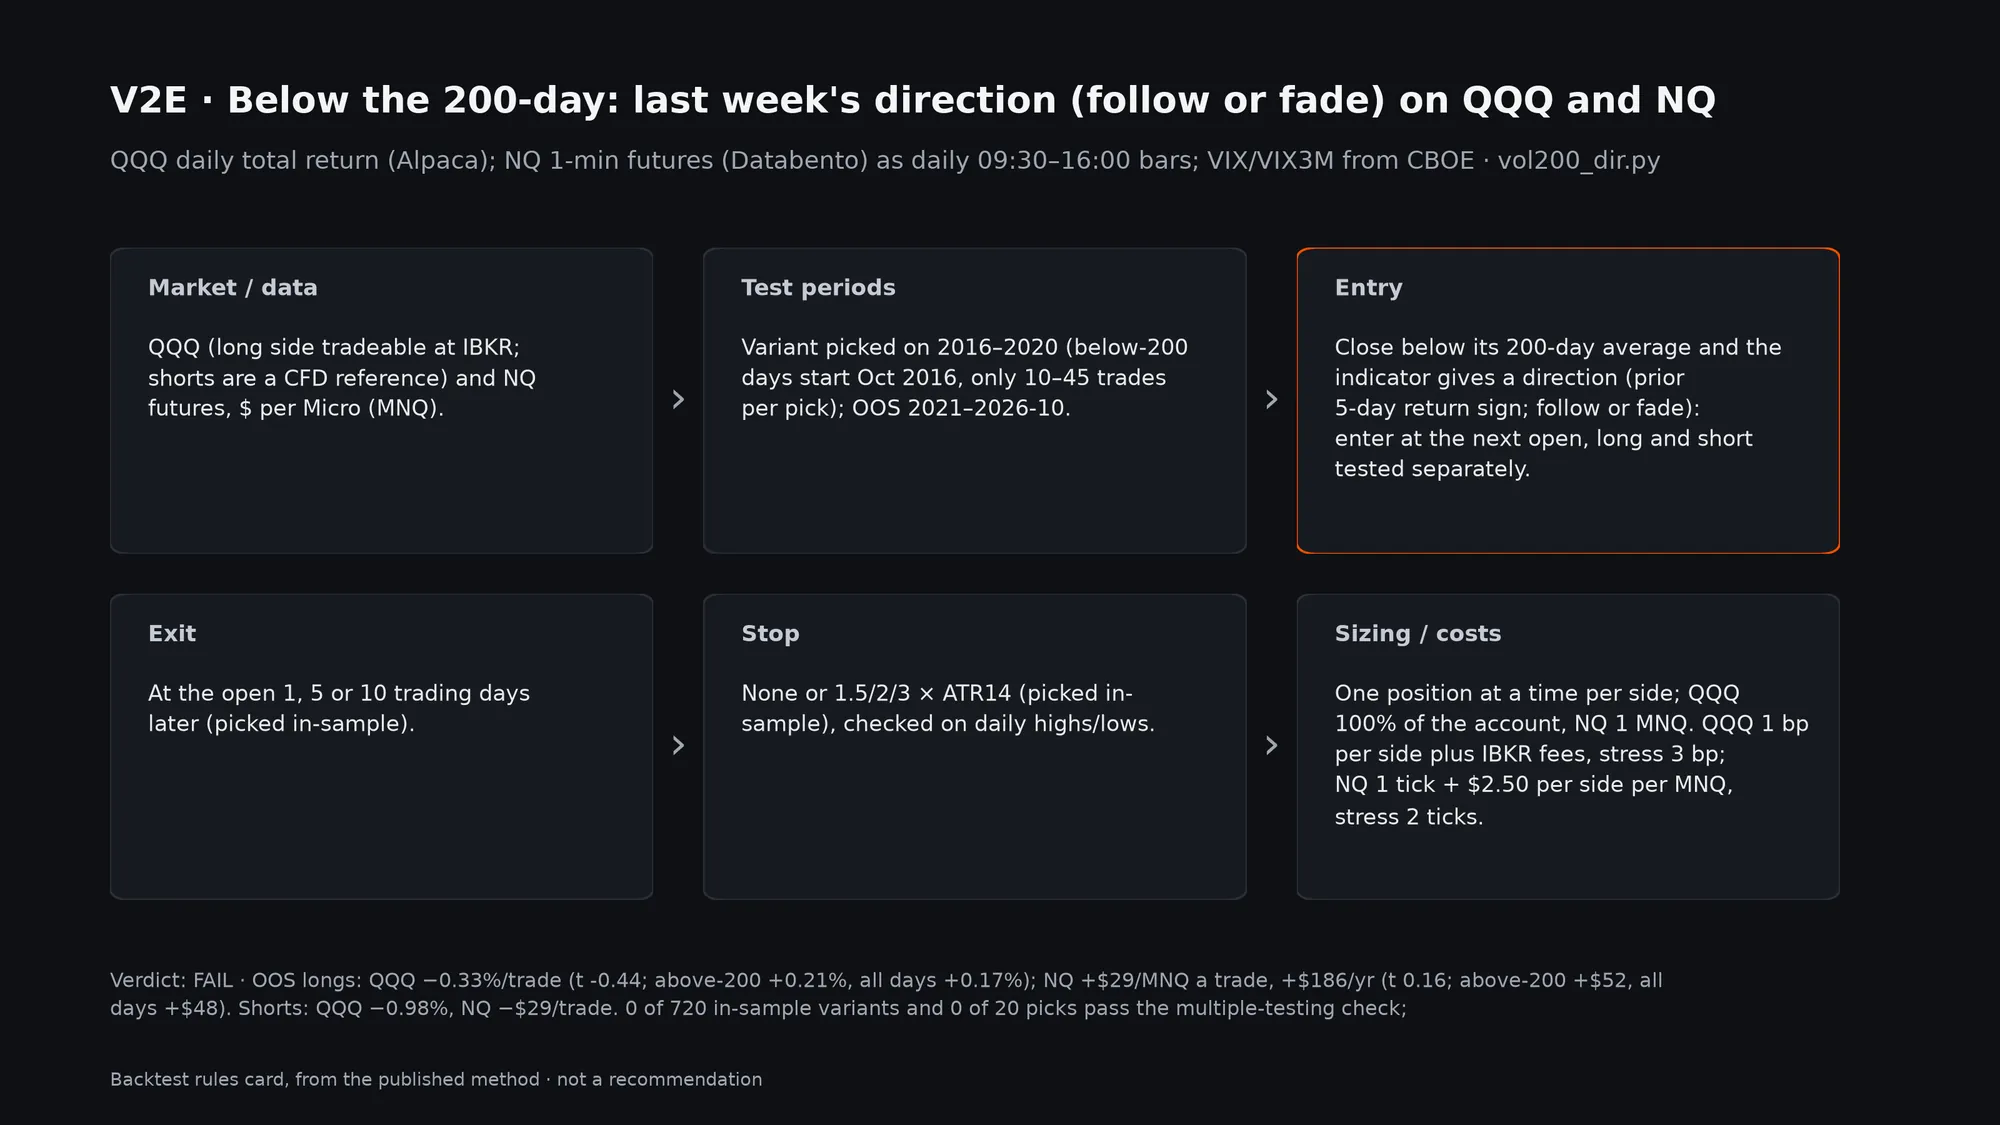 V2E · Below the 200-day: last week's direction (follow or fade) on QQQ and NQ
QQQ daily total return (Alpaca); NQ 1-min futures (Databento) as daily 09:30–16:00 bars; VIX/VIX3M from CBOE · vol200_dir.py
Market / data
QQQ (long side tradeable at IBKR;
shorts are a CFD reference) and NQ
futures, $ per Micro (MNQ).
›
Test periods
Variant picked on 2016–2020 (below-200
days start Oct 2016, only 10–45 trades
per pick); OOS 2021–2026-10.
›
Entry
Close below its 200-day average and the
indicator gives a direction (prior
5-day return sign; follow or fade):
enter at the next open, long and short
tested separately.
Exit
At the open 1, 5 or 10 trading days
later (picked in-sample).
›
Stop
None or 1.5/2/3 × ATR14 (picked in-
sample), checked on daily highs/lows.
›
Sizing / costs
One position at a time per side; QQQ
100% of the account, NQ 1 MNQ. QQQ 1 bp
per side plus IBKR fees, stress 3 bp;
NQ 1 tick + $2.50 per side per MNQ,
stress 2 ticks.
Verdict: FAIL · OOS longs: QQQ −0.33%/trade (t -0.44; above-200 +0.21%, all days +0.17%); NQ +$29/MNQ a trade, +$186/yr (t 0.16; above-200 +$52, all
days +$48). Shorts: QQQ −0.98%, NQ −$29/trade. 0 of 720 in-sample variants and 0 of 20 picks pass the multiple-testing check;
Backtest rules card, from the published method · not a recommendation